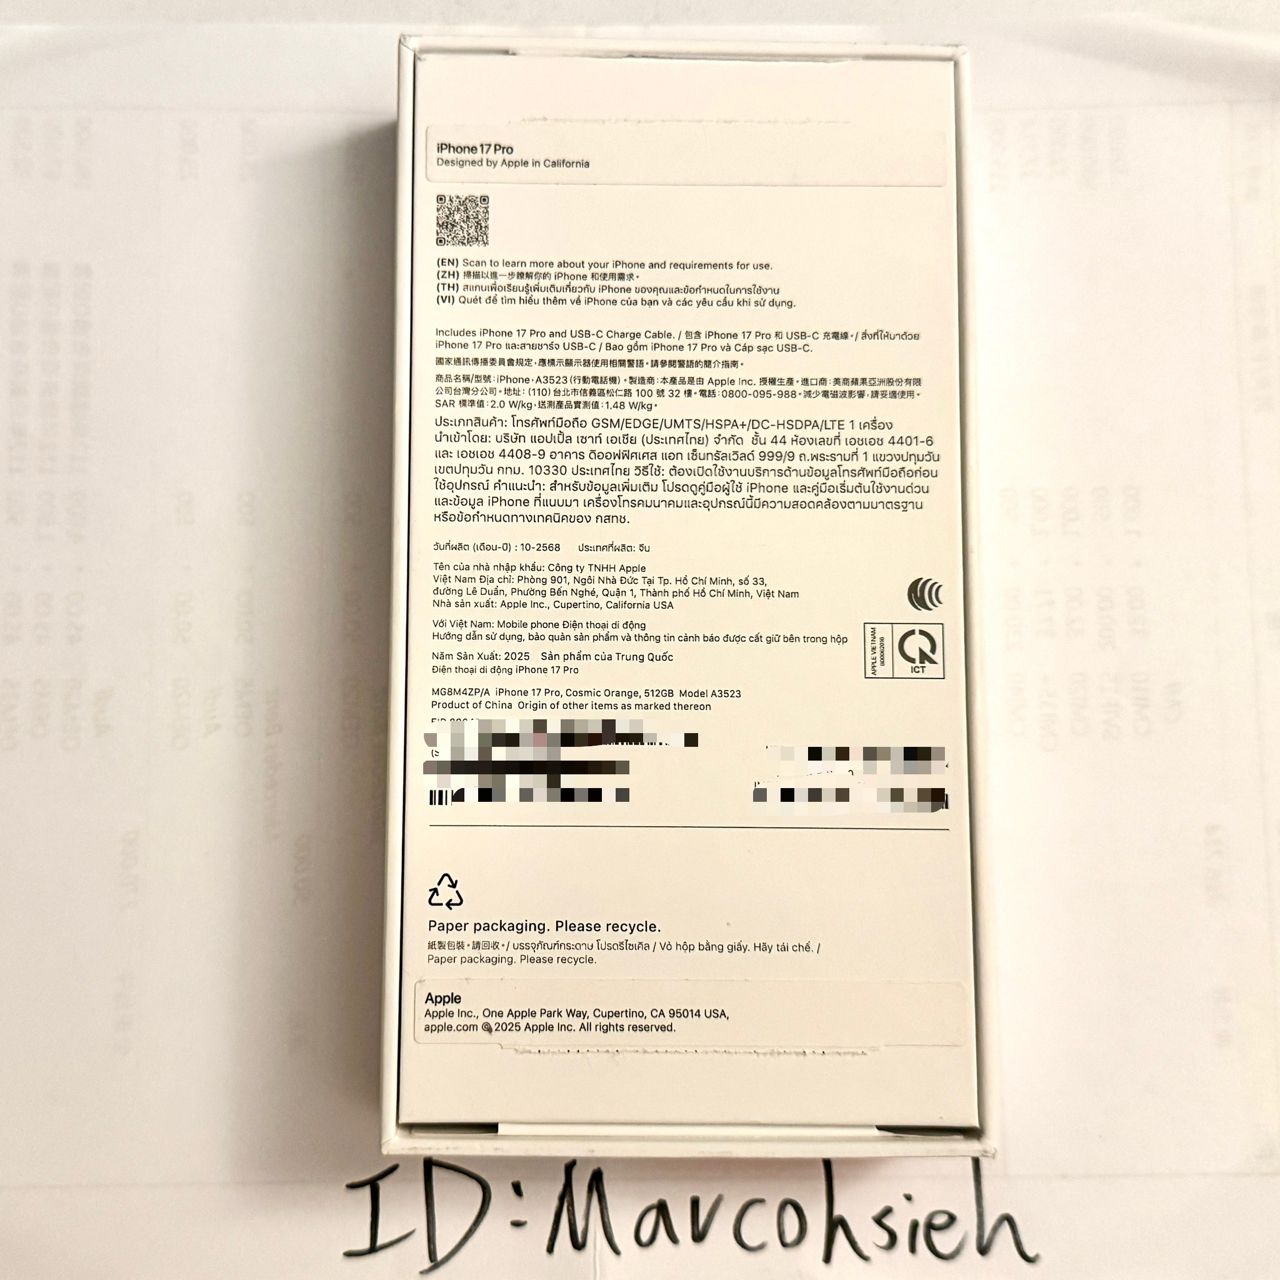 iPhone 17 Pro
Designed by Apple in California
(EN) Scan to learn more about your iPhone and requirements for use.
(ZH) 掃描以進一步瞭解你的 iPhone 和使用需求。
(TH) สแกนเพื่อเรียนรู้เพิ่มเติมเกี่ยวกับ iPhone ของคุณและข้อกำหนดในการใช้งาน
(VI) Quét để tìm hiểu thêm về iPhone của bạn và các yêu cầu khi sử dụng.
Includes iPhone 17 Pro and USB-C Charge Cable. / 包含 iPhone 17 Pro 和 USB-C 充電線。/ สิ่งที่ให้มาด้วย
iPhone 17 Pro และสายชาร์จ USB-C / Bao gồm iPhone 17 Pro và Cáp sạc USB-C.
國家通訊傳播委員會規定，應標示顯示器使用相關警語。請參閱警語的簡介指南。
商品名稱/型號：iPhone，A3523 (行動電話機)。製造商：本產品是由 Apple Inc. 授權生產。進口商：美商蘋果亞洲股份有限
公司台灣分公司。地址：(110) 台北市信義區松仁路 100 號 32 樓。電話：0800-095-988。減少電磁波影響，請妥適使用。
SAR 標準值：2.0 W/kg，送測產品實測值：1.48 W/kg。
ประเภทสินค้า: โทรศัพท์มือถือ GSM/EDGE/UMTS/HSPA+/DC-HSDPA/LTE 1 เครื่อง
นำเข้าโดย: บริษัท แอปเปิ้ล เซาท์ เอเชีย (ประเทศไทย) จำกัด ชั้น 44 ห้องเลขที่ เอชเอช 4401-6
และ เอชเอช 4408-9 อาคาร ดิออฟฟิศเศส แอท เซ็นทรัลเวิลด์ 999/9 ถ.พระรามที่ 1 แขวงปทุมวัน
เขตปทุมวัน กทม. 10330 ประเทศไทย วิธีใช้: ต้องเปิดใช้งานบริการด้านข้อมูลโทรศัพท์มือถือก่อน
ใช้อุปกรณ์ คำแนะนำ: สำหรับข้อมูลเพิ่มเติม โปรดดูคู่มือผู้ใช้ iPhone และคู่มือเริ่มต้นใช้งานด่วน
และข้อมูล iPhone ที่แนบมา เครื่องโทรคมนาคมและอุปกรณ์นี้มีความสอดคล้องตามมาตรฐาน
หรือข้อกำหนดทางเทคนิคของ กสทช.
วันที่ผลิต (เดือน-ปี) : 10-2568 ประเทศที่ผลิต: จีน
Tên của nhà nhập khẩu: Công ty TNHH Apple
Việt Nam Địa chỉ: Phòng 901, Ngôi Nhà Đức Tại Tp. Hồ Chí Minh, số 33,
đường Lê Duẩn, Phường Bến Nghé, Quận 1, Thành phố Hồ Chí Minh, Việt Nam
Nhà sản xuất: Apple Inc., Cupertino, California USA
Với Việt Nam: Mobile phone Điện thoại di động
Hướng dẫn sử dụng, bảo quản sản phẩm và thông tin cảnh báo được cất giữ bên trong hộp
APPLE VIETNAM
ICT
Năm Sản Xuất: 2025 Sản phẩm của Trung Quốc
Điện thoại di động iPhone 17 Pro
MG8M4ZP/A iPhone 17 Pro, Cosmic Orange, 512GB Model A3523
Product of China Origin of other items as marked thereon
Paper packaging. Please recycle.
紙製包裝，請回收。/ บรรจุภัณฑ์กระดาษ โปรดรีไซเคิล / Vỏ hộp bằng giấy. Hãy tái chế. /
Paper packaging. Please recycle.
Apple
Apple Inc., One Apple Park Way, Cupertino, CA 95014 USA,
apple.com © 2025 Apple Inc. All rights reserved.
ID:Marcohsieh